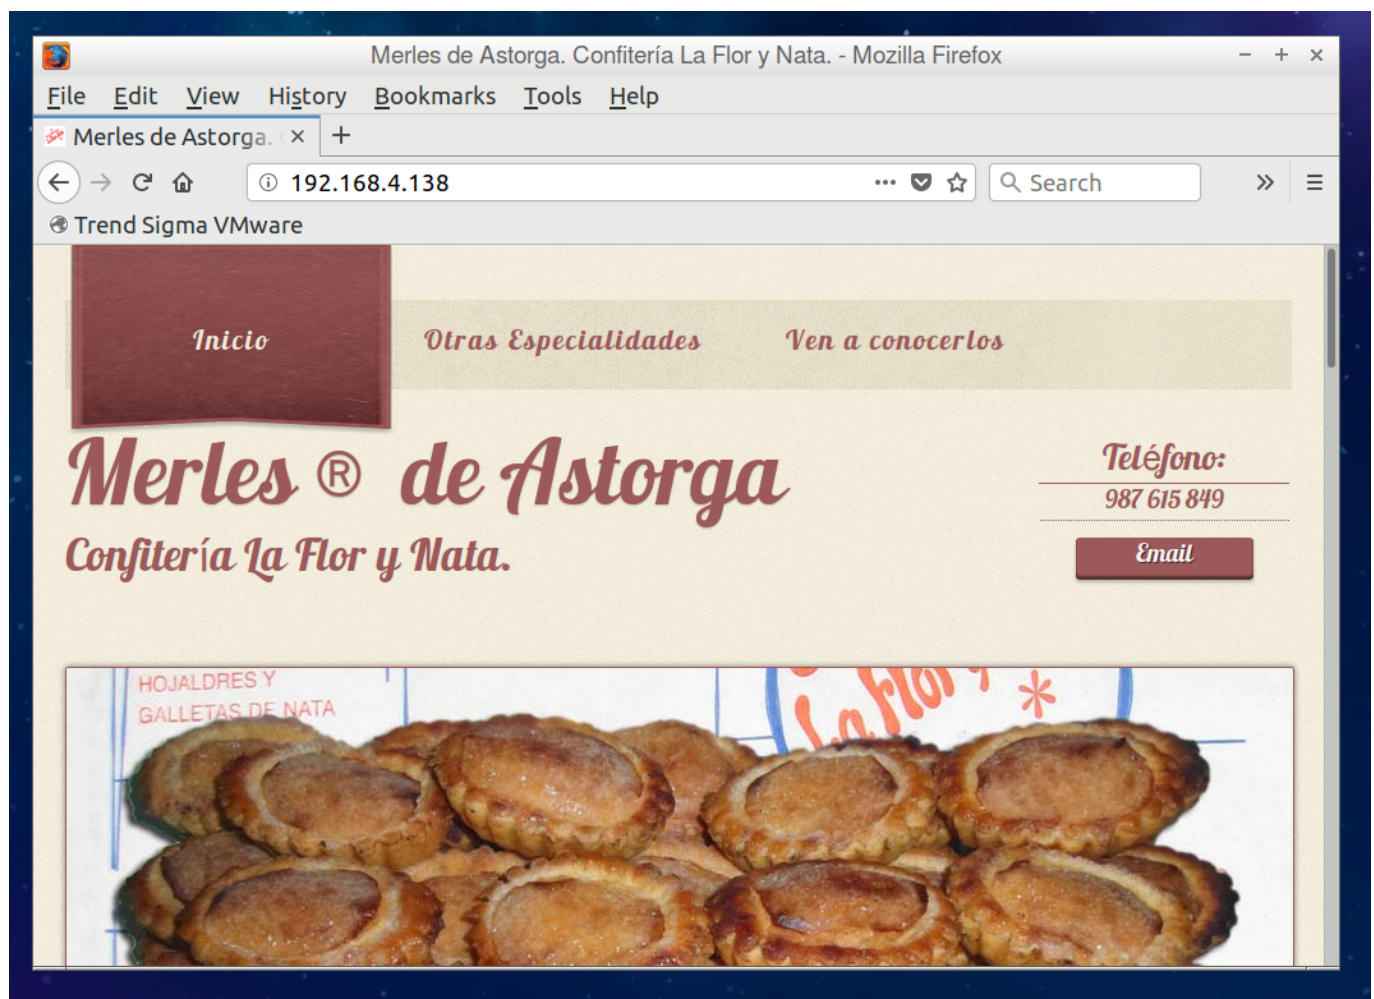 Merles de Astorga. Confitería La Flor y Nata. - Mozilla Firefox
File Edit View History Bookmarks Tools Help
Merles de Astorga.
192.168.4.138
Search
Trend Sigma VMware
Inicio Otras Especialidades Ven a conocerlos
Merles ® de Astorga
Confitería La Flor y Nata.
Teléfono:
987 615 849
Email
HOJALDRES Y
GALLETAS DE NATA
La Flor y